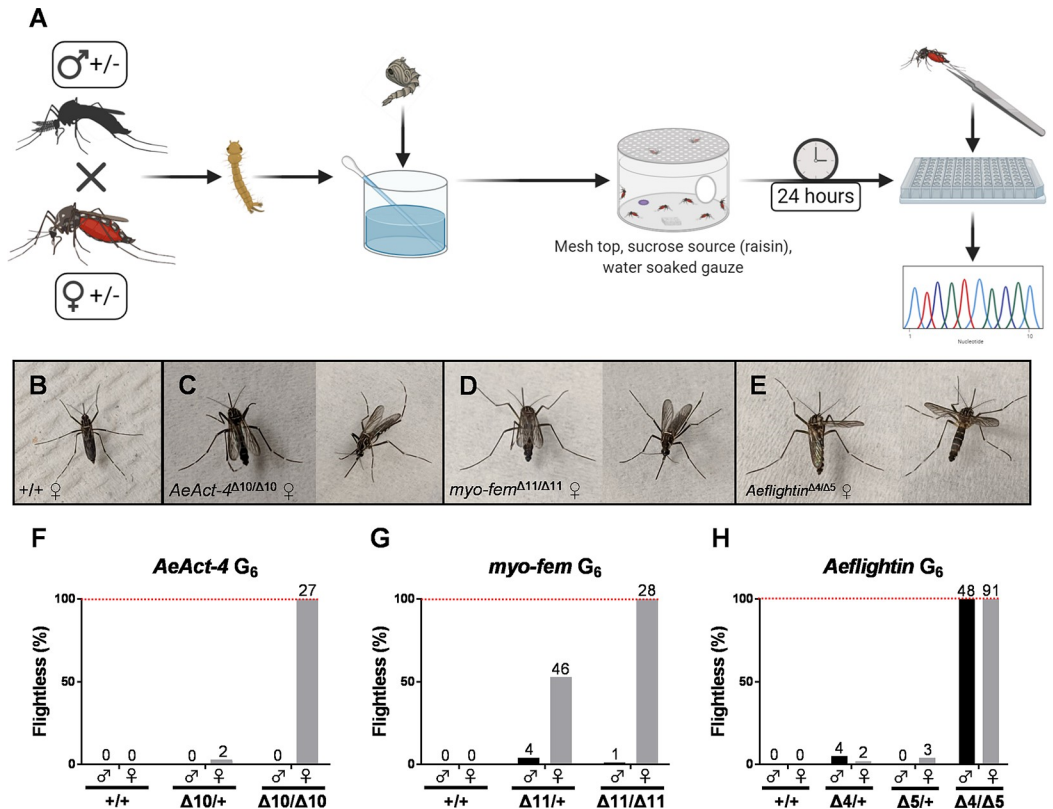 A
♂+/-
♀+/-
24 hours
Mesh top, sucrose source (raisin),
water soaked gauze
1 Nucleotide 10
B
+/+ ♀
C
AeAct-4Δ10/Δ10 ♀
D
myo-femΔ11/Δ11 ♀
E
AeflightinΔ4/Δ5 ♀
F
AeAct-4 G6
Flightless (%)
100
50
0
0 0 0 2 0 27
♂ ♀ ♂ ♀ ♂ ♀
+/+ Δ10/+ Δ10/Δ10
G
myo-fem G6
Flightless (%)
100
50
0
0 0 4 46 1 28
♂ ♀ ♂ ♀ ♂ ♀
+/+ Δ11/+ Δ11/Δ11
H
Aeflightin G6
Flightless (%)
100
50
0
0 0 4 2 0 3 48 91
♂ ♀ ♂ ♀ ♂ ♀ ♂ ♀
+/+ Δ4/+ Δ5/+ Δ4/Δ5